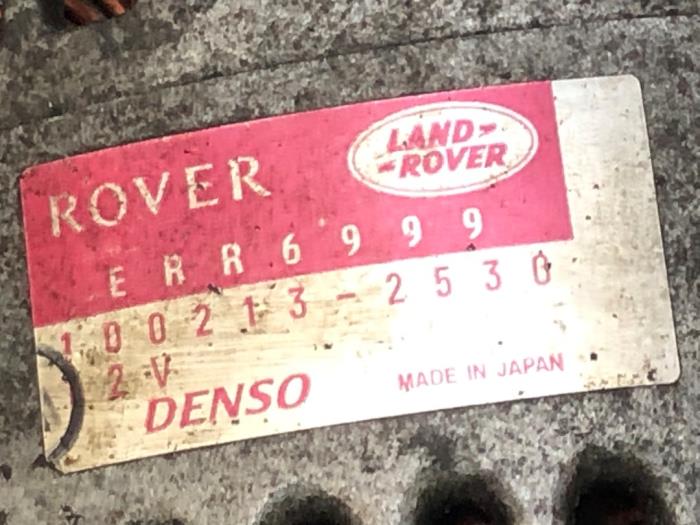 LAND-
-ROVER
ROVER
ERR6999
100213-2530
12V
DENSO
MADE IN JAPAN